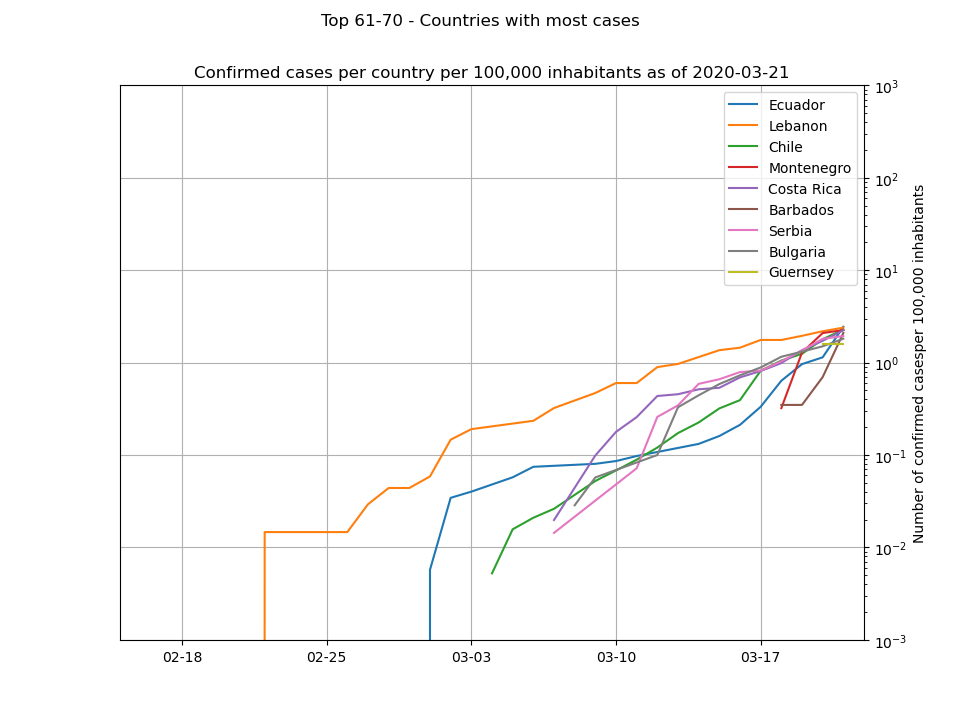 Top 61-70 - Countries with most cases
Confirmed cases per country per 100,000 inhabitants as of 2020-03-21
Ecuador
Lebanon
Chile
Montenegro
Costa Rica
Barbados
Serbia
Bulgaria
Guernsey
10³
10²
10¹
10⁰
10⁻¹
10⁻²
10⁻³
Number of confirmed casesper 100,000 inhabitants
02-18
02-25
03-03
03-10
03-17